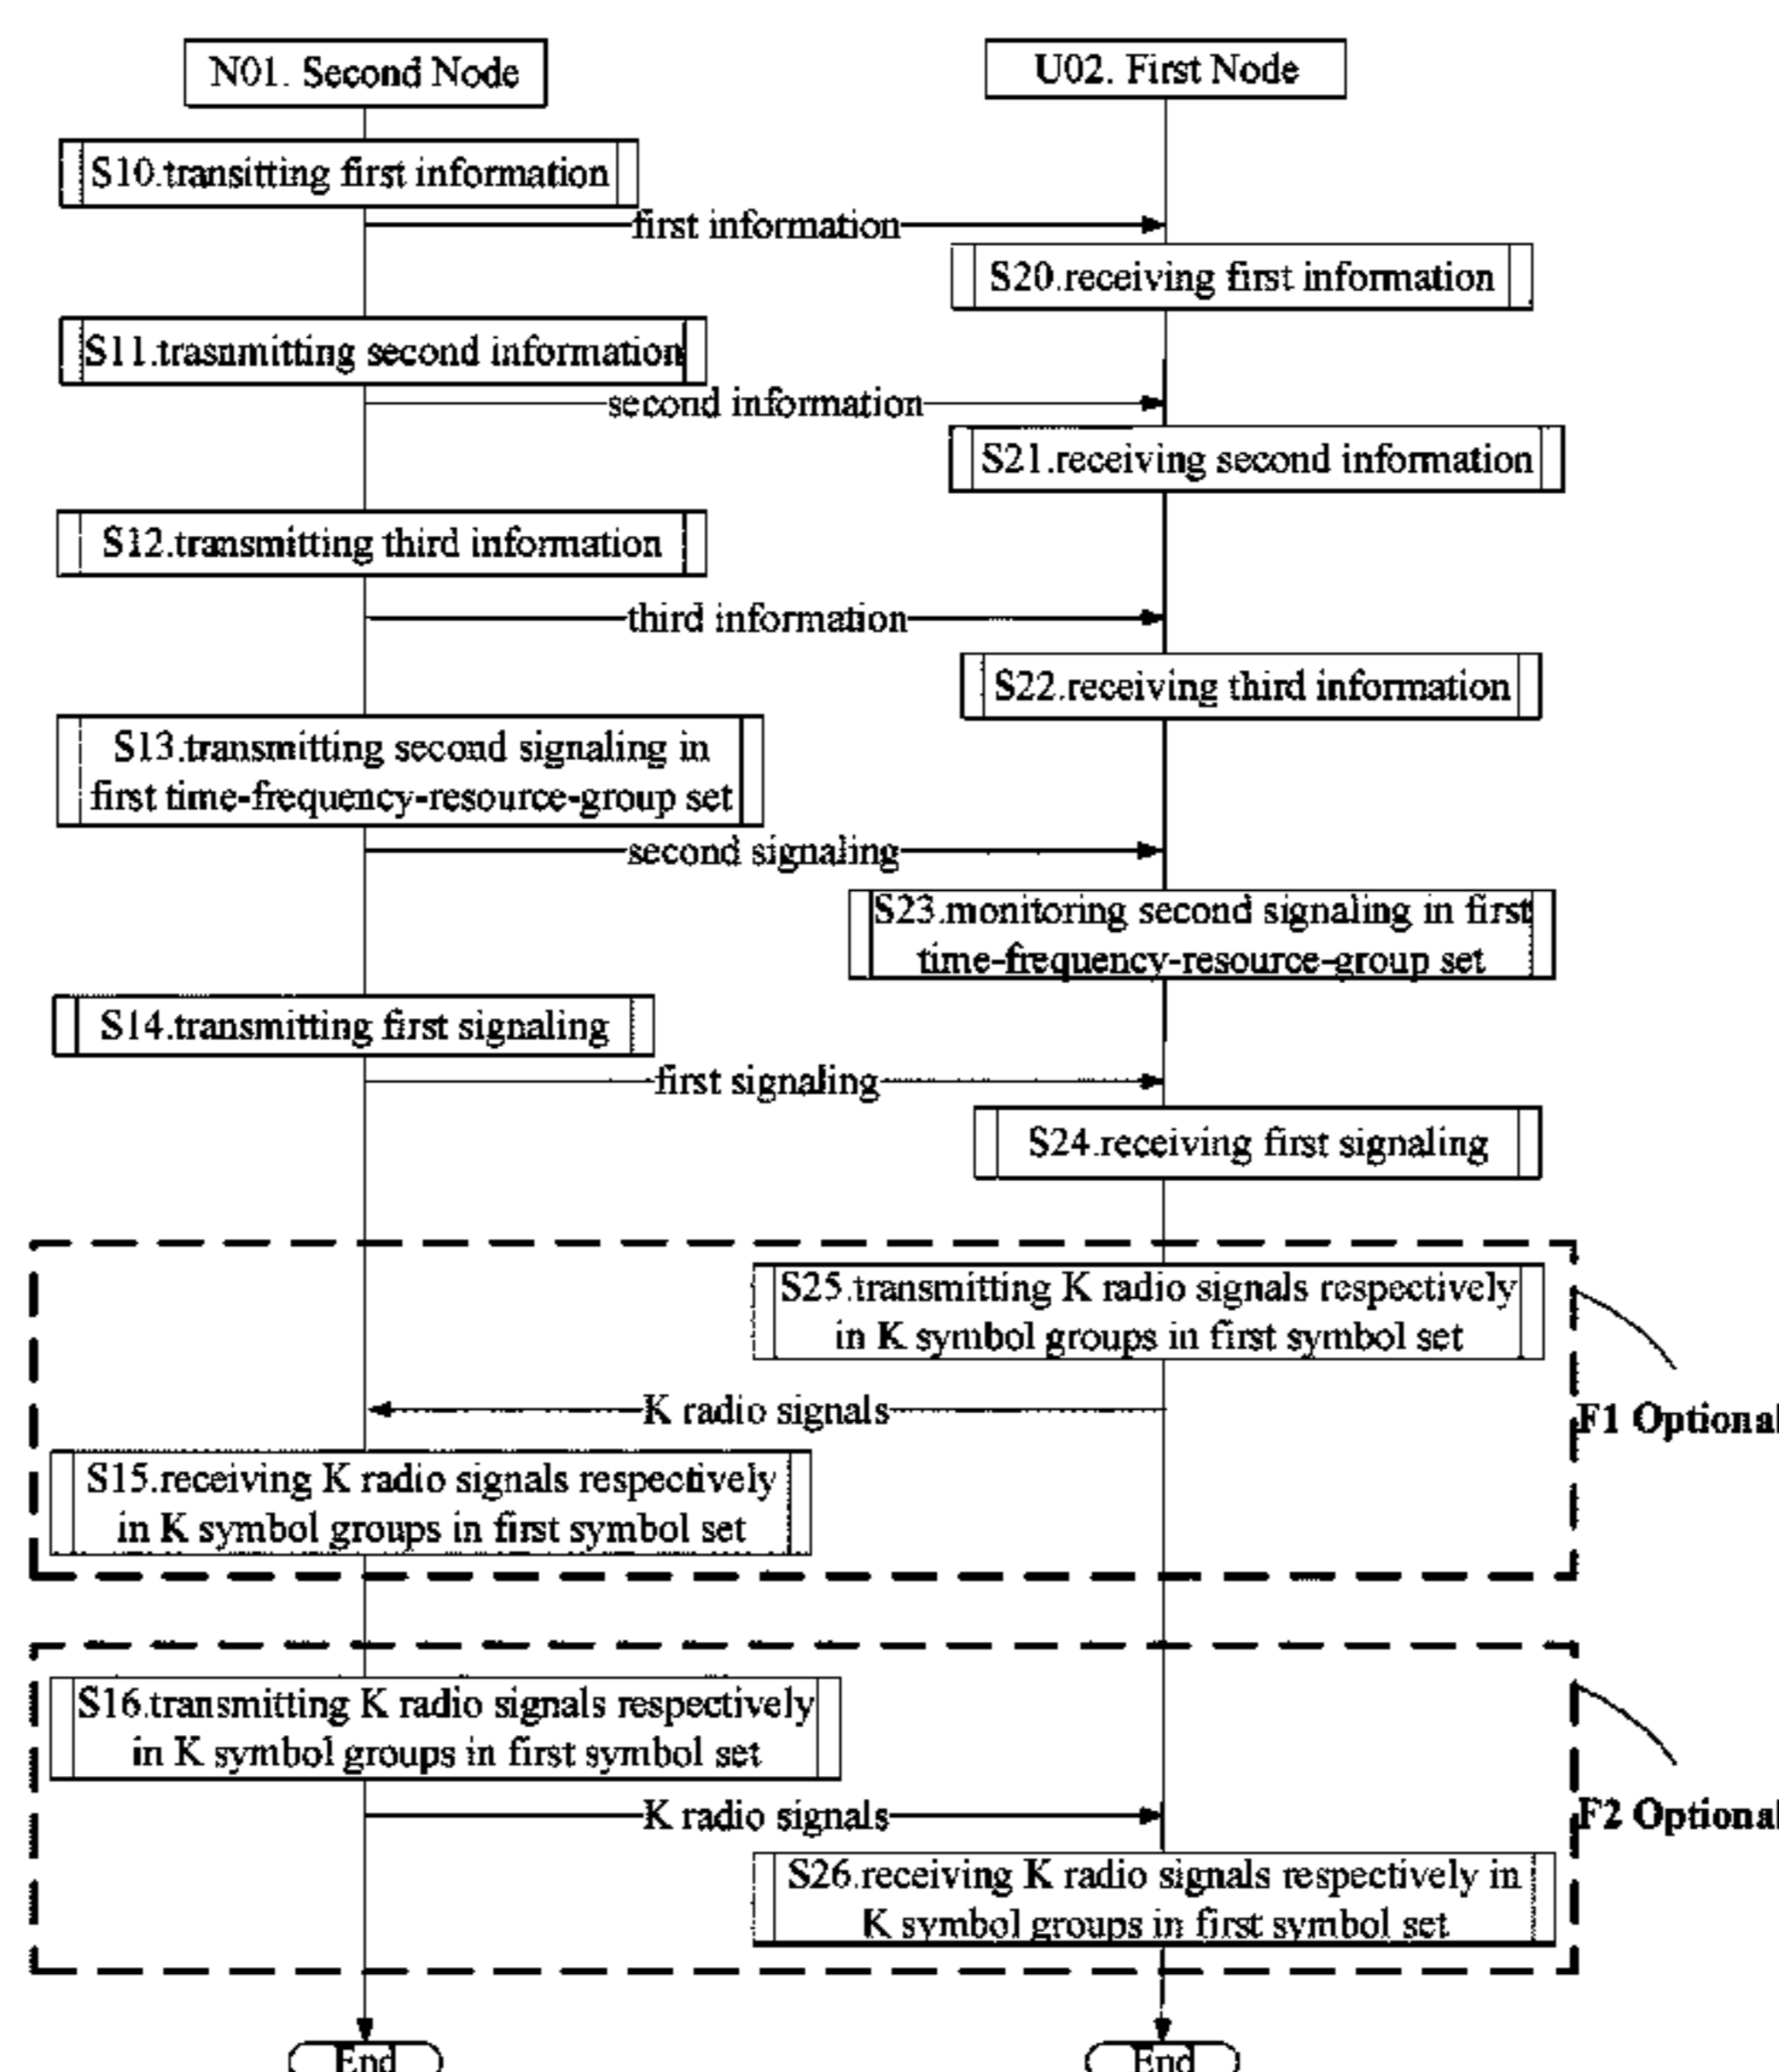 N01. Second Node
U02. First Node
S10.transitting first information
first information
S20.receiving first information
S11.trasnmitting second information
second information
S21.receiving second information
S12.transmitting third information
third information
S22.receiving third information
S13.transmitting second signaling in
first time-frequency-resource-group set
second signaling
S23.monitoring second signaling in first
time-frequency-resource-group set
S14.transmitting first signaling
first signaling
S24.receiving first signaling
S25.transmitting K radio signals respectively
in K symbol groups in first symbol set
K radio signals
F1 Optional
S15.receiving K radio signals respectively
in K symbol groups in first symbol set
S16.transmitting K radio signals respectively
in K symbol groups in first symbol set
K radio signals
F2 Optional
S26.receiving K radio signals respectively in
K symbol groups in first symbol set
End
End